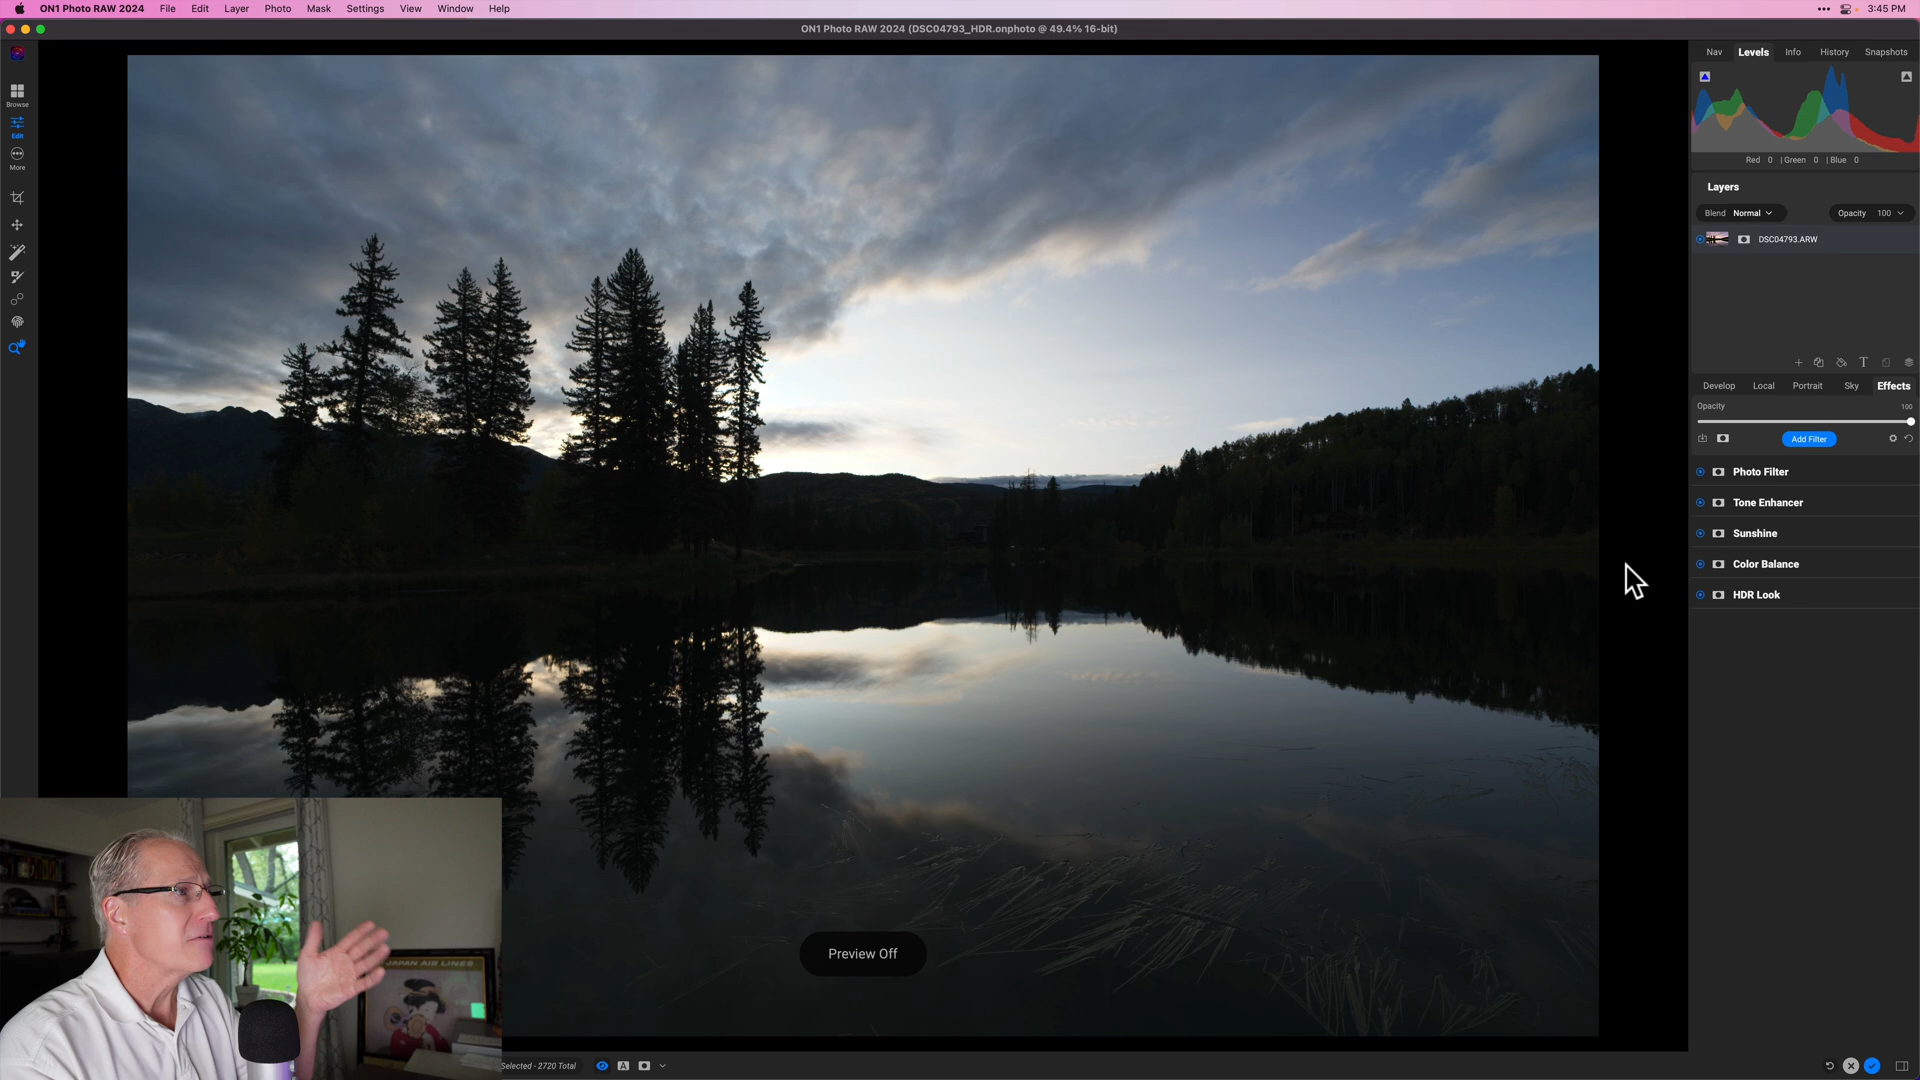 ON1 Photo RAW 2024 File Edit Layer Photo Mask Settings View Window Help 3:45 PM
ON1 Photo RAW 2024 (DSC04793_HDR.onphoto @ 49.4% 16-bit)
Browse
Edit
More
Nav Levels Info History Snapshots
Red 0 | Green 0 | Blue 0
Layers
Blend Normal Opacity 100
DSC04793.ARW
Develop Local Portrait Sky Effects
Opacity 100
Add Filter
Photo Filter
Tone Enhancer
Sunshine
Color Balance
HDR Look
Preview Off
JAPAN AIR LINES
Selected - 2720 Total